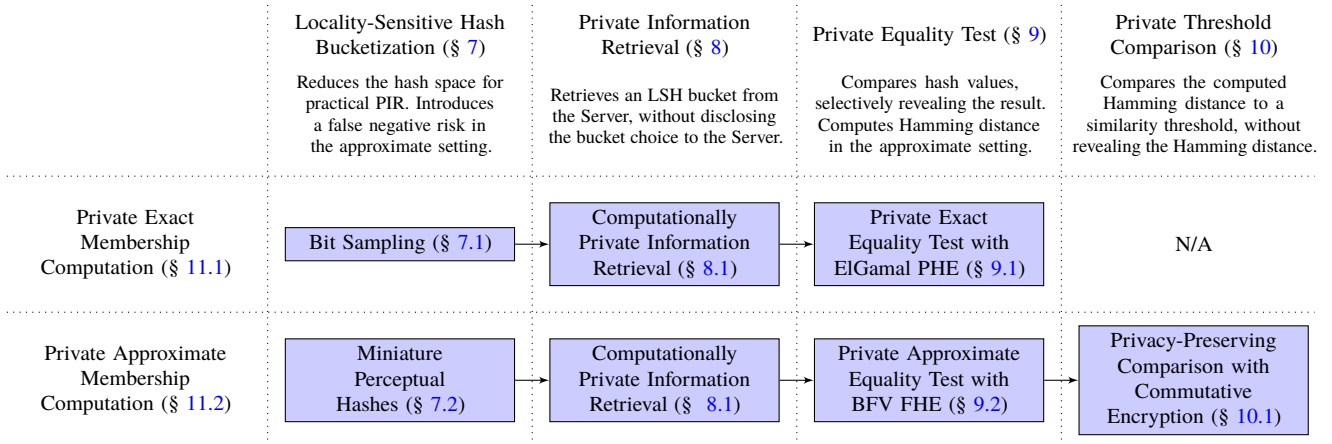 Locality-Sensitive Hash
Bucketization (§ 7)
Reduces the hash space for
practical PIR. Introduces
a false negative risk in
the approximate setting.
Private Information
Retrieval (§ 8)
Retrieves an LSH bucket from
the Server, without disclosing
the bucket choice to the Server.
Private Equality Test (§ 9)
Compares hash values,
selectively revealing the result.
Computes Hamming distance
in the approximate setting.
Private Threshold
Comparison (§ 10)
Compares the computed
Hamming distance to a
similarity threshold, without
revealing the Hamming distance.
Private Exact
Membership
Computation (§ 11.1)
Bit Sampling (§ 7.1)
Computationally
Private Information
Retrieval (§ 8.1)
Private Exact
Equality Test with
ElGamal PHE (§ 9.1)
N/A
Private Approximate
Membership
Computation (§ 11.2)
Miniature
Perceptual
Hashes (§ 7.2)
Computationally
Private Information
Retrieval (§ 8.1)
Private Approximate
Equality Test with
BFV FHE (§ 9.2)
Privacy-Preserving
Comparison with
Commutative
Encryption (§ 10.1)